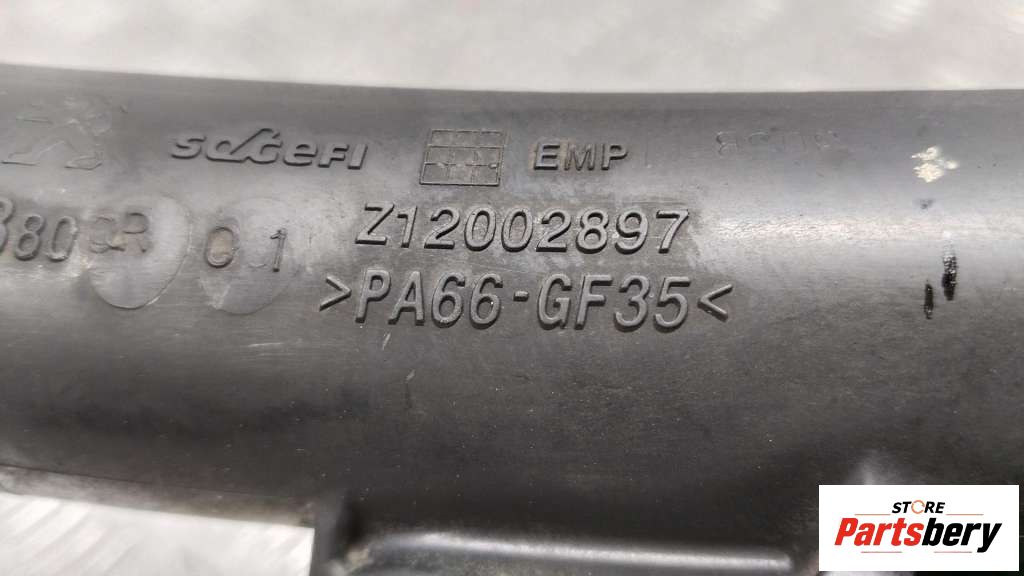 SOGEFI EMP
Z12002897
>PA66-GF35<
STORE
Partsbery